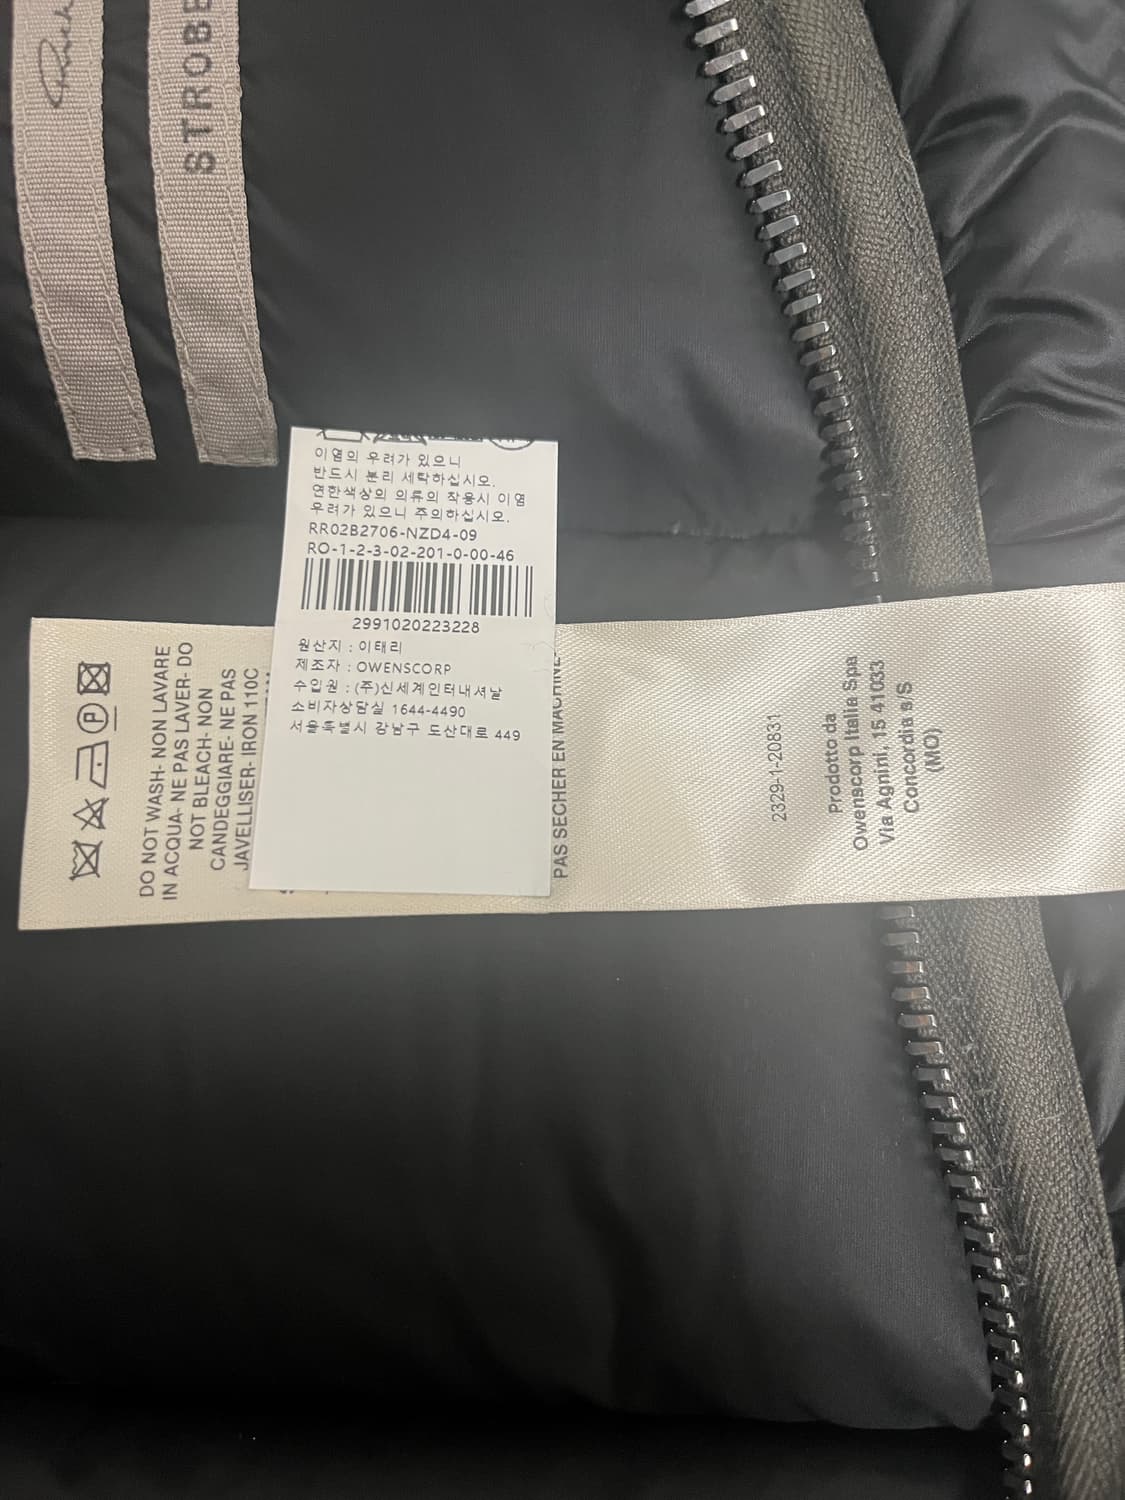 STROBE
이염의 우려가 있으니
반드시 분리 세탁하십시오.
연한색상의 의류의 착용시 이염
우려가 있으니 주의하십시오.
RR02B2706-NZD4-09
RO-1-2-3-02-201-0-00-46
2991020223228
원산지 : 이태리
제조자 : OWENSCORP
수입원 : (주)신세계인터내셔날
소비자상담실 1644-4490
서울특별시 강남구 도산대로 449
P
DO NOT WASH- NON LAVARE
IN ACQUA- NE PAS LAVER- DO
NOT BLEACH- NON
CANDEGGIARE- NE PAS
JAVELLISER- IRON 110C
PAS SECHER EN MACHINE-
2329-1-20831
Prodotto da
Owenscorp Italia Spa
Via Agnini, 15 41033
Concordia s/S
(MO)